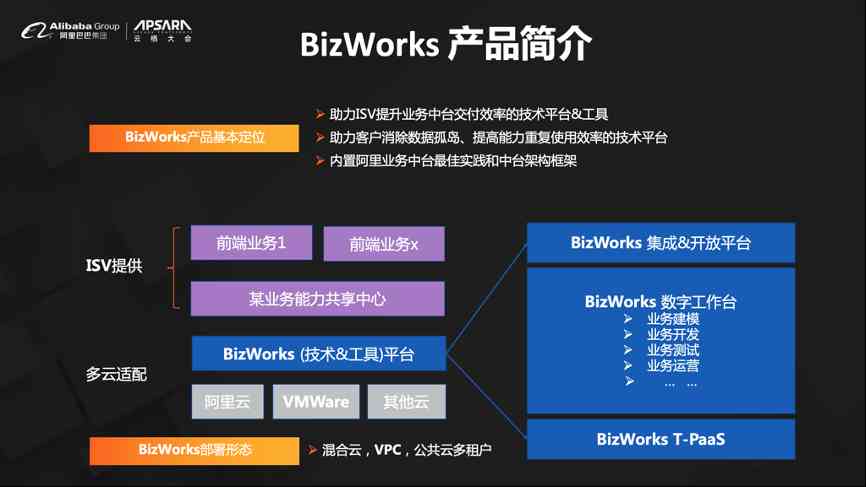 Alibaba Group
阿里巴巴集团
APSARA
云栖大会
BizWorks 产品简介
BizWorks产品基本定位
助力ISV提升业务中台交付效率的技术平台&工具
助力客户消除数据孤岛、提高能力重复使用效率的技术平台
内置阿里业务中台最佳实践和中台架构框架
ISV提供
前端业务1
前端业务x
某业务能力共享中心
多云适配
BizWorks (技术&工具)平台
阿里云
VMWare
其他云
BizWorks 集成&开放平台
BizWorks 数字工作台
业务建模
业务开发
业务测试
业务运营
... ...
BizWorks T-PaaS
BizWorks部署形态
混合云，VPC，公共云多租户